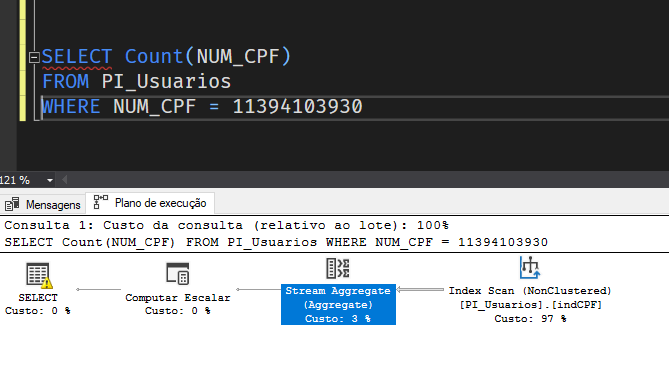 SELECT Count(NUM_CPF)
FROM PI_Usuarios
WHERE NUM_CPF = 11394103930
121 %
Mensagens
Plano de execução
Consulta 1: Custo da consulta (relativo ao lote): 100%
SELECT Count(NUM_CPF) FROM PI_Usuarios WHERE NUM_CPF = 11394103930
SELECT
Custo: 0 %
Computar Escalar
Custo: 0 %
Stream Aggregate
(Aggregate)
Custo: 3 %
Index Scan (NonClustered)
[PI_Usuarios].[indCPF]
Custo: 97 %